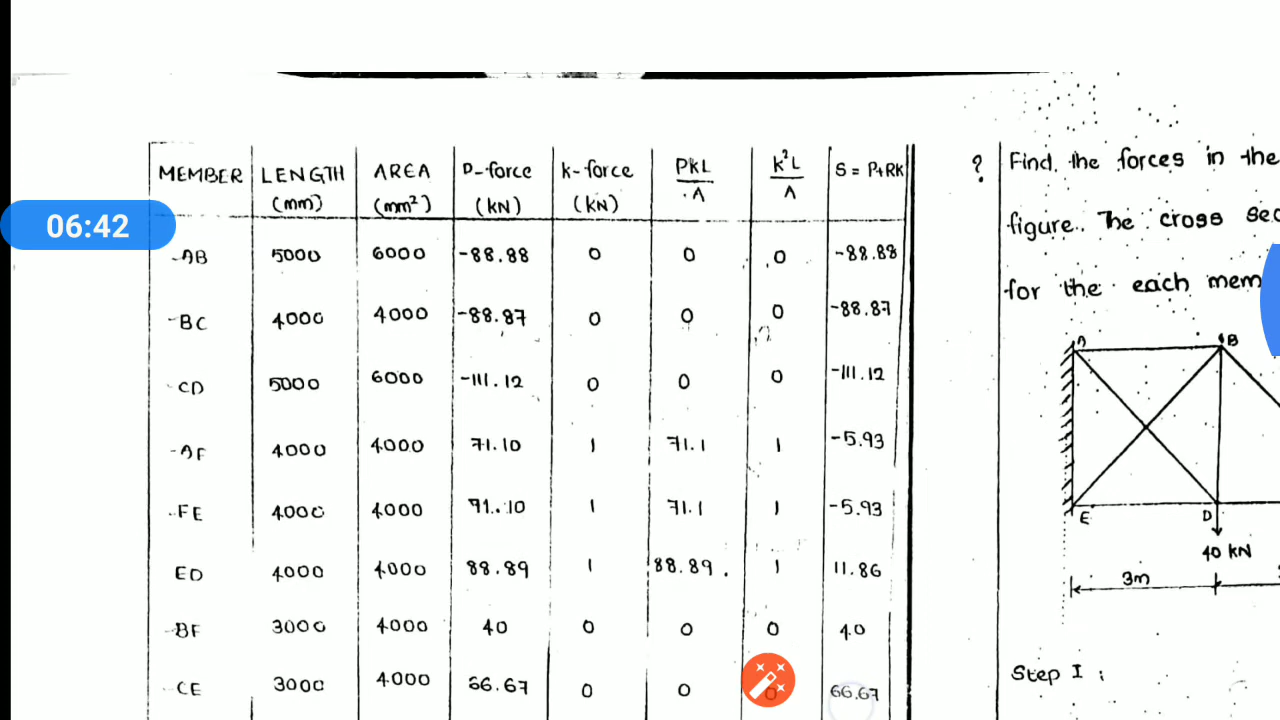 MEMBER LENGTH (mm) AREA (mm²) P-force (kN) k-force (kN) PkL/A k²L/A S = P+Rk
AB 5000 6000 -88.88 0 0 0 -88.88
BC 4000 4000 -88.87 0 0 0 -88.87
CD 5000 6000 -111.12 0 0 0 -111.12
AF 4000 4000 71.10 1 71.1 1 -5.93
FE 4000 4000 71.10 1 71.1 1 -5.93
ED 4000 4000 88.89 1 88.89 1 11.86
BF 3000 4000 40 0 0 0 40
CE 3000 4000 66.67 0 0 0 66.67
06:42
? Find the forces in the
figure. The cross sec
for the each mem
A B
E D
40 kN
3m
Step I :